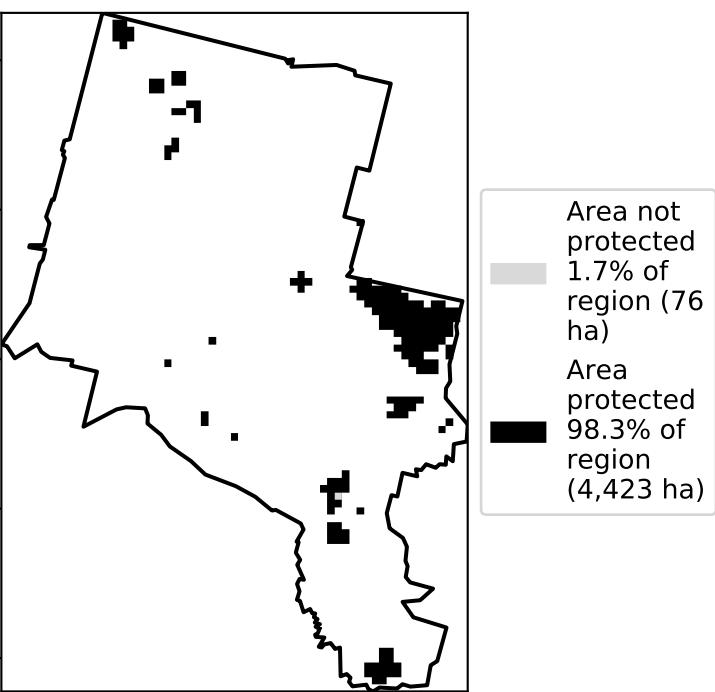 Area not
protected
1.7% of
region (76
ha)
Area
protected
98.3% of
region
(4,423 ha)